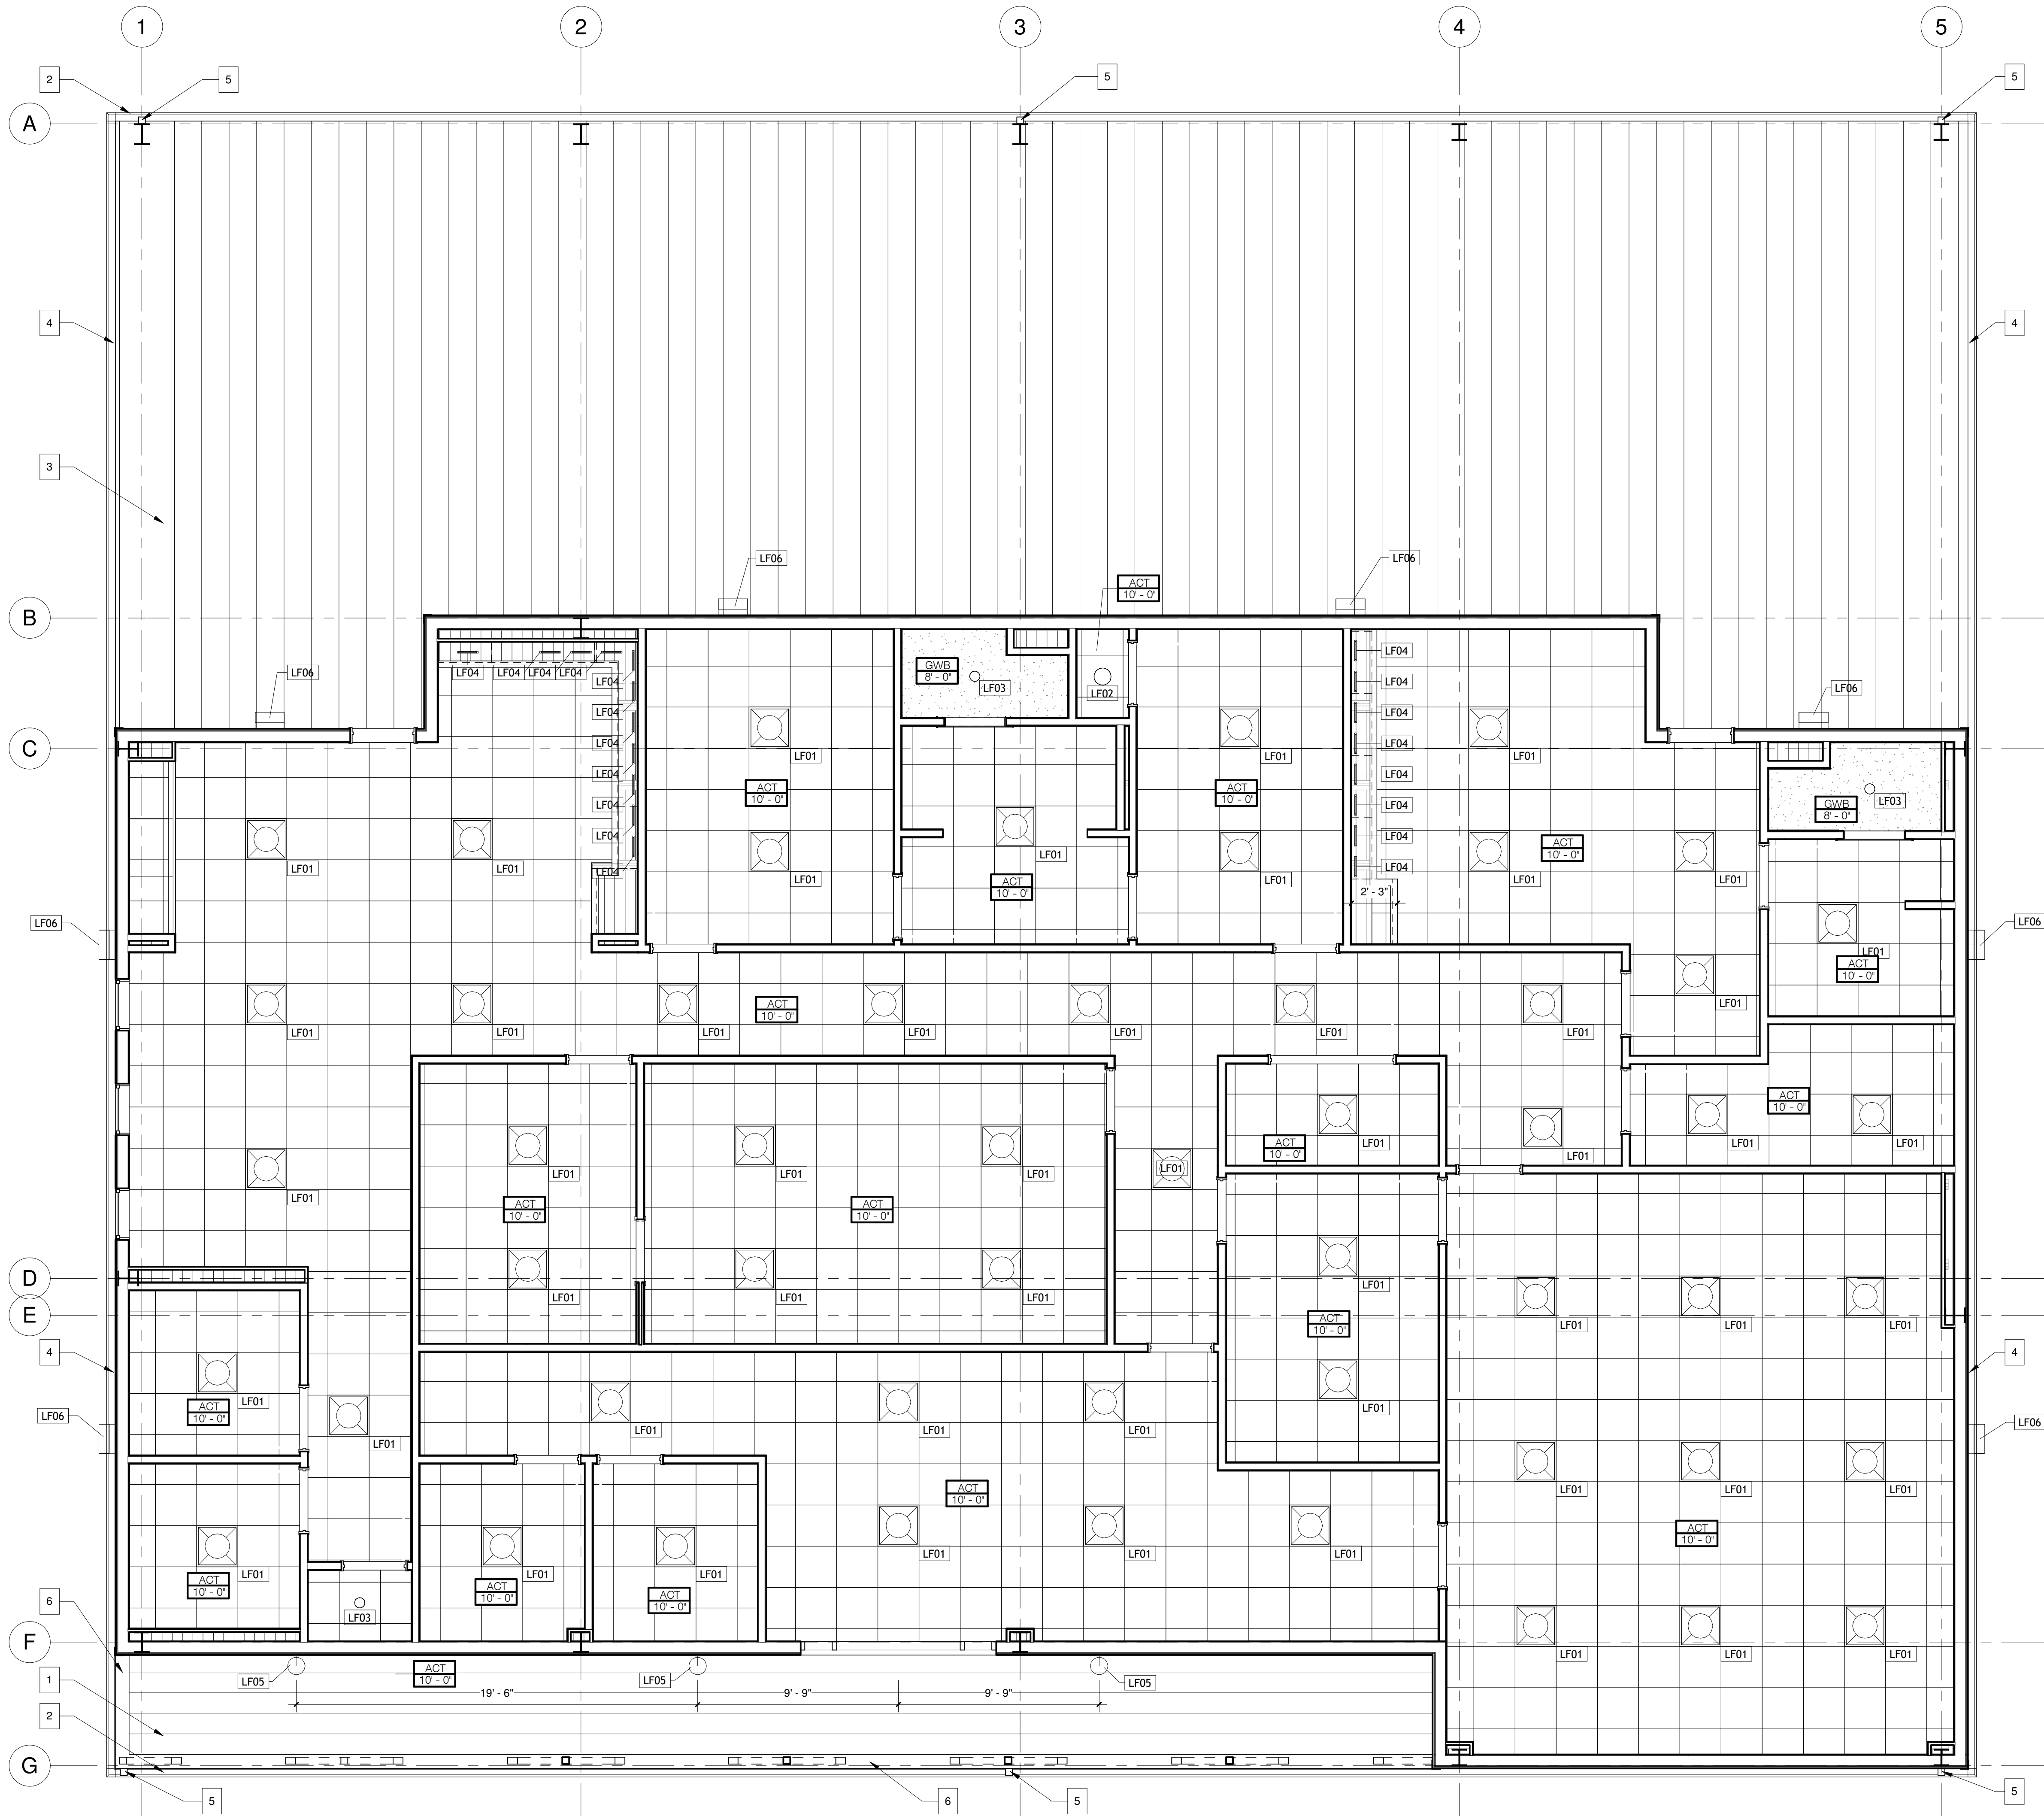 1 2 3 4 5
2 5 5 5
A
4 4
3
LF06 LF06
ACT
10' - 0"
B
LF04 LF04 LF04 LF04 LF04 LF04
GWB
8' - 0"
LF03 LF02
LF06 LF04 LF04 LF06
LF04 LF04
LF04 LF04
C
LF01 LF01 LF01
LF04 LF04
ACT
10' - 0"
ACT
10' - 0"
LF04 LF04
GWB
8' - 0"
LF03
LF04 LF04
ACT
10' - 0"
LF01 LF01 LF01 LF04 LF01 LF01 LF04 LF01 LF01
ACT
10' - 0"
2' - 3"
LF06 LF06
LF01
ACT
10' - 0"
LF01
ACT
10' - 0"
LF01 LF01 LF01 LF01 LF01 LF01 LF01
ACT
10' - 0"
LF01 LF01 LF01 LF01 LF01 LF01
ACT
10' - 0"
LF01 LF01 LF01 LF01
LF01
ACT
10' - 0"
ACT
10' - 0"
D
LF01 LF01 LF01 LF01
E
ACT
10' - 0"
LF01 LF01 LF01
4 4
LF01
ACT
10' - 0"
LF01
LF06 LF06
LF01 LF01 LF01 LF01
LF01 LF01 LF01
ACT
10' - 0"
ACT
10' - 0"
LF01 LF01 LF01 LF01 LF01 LF01
ACT
10' - 0"
ACT
10' - 0"
ACT
10' - 0"
6
LF03
F
LF01 LF01 LF01
1
LF05
ACT
10' - 0"
LF05 LF05
19' - 6" 9' - 9" 9' - 9"
2
G
5 6 5 5